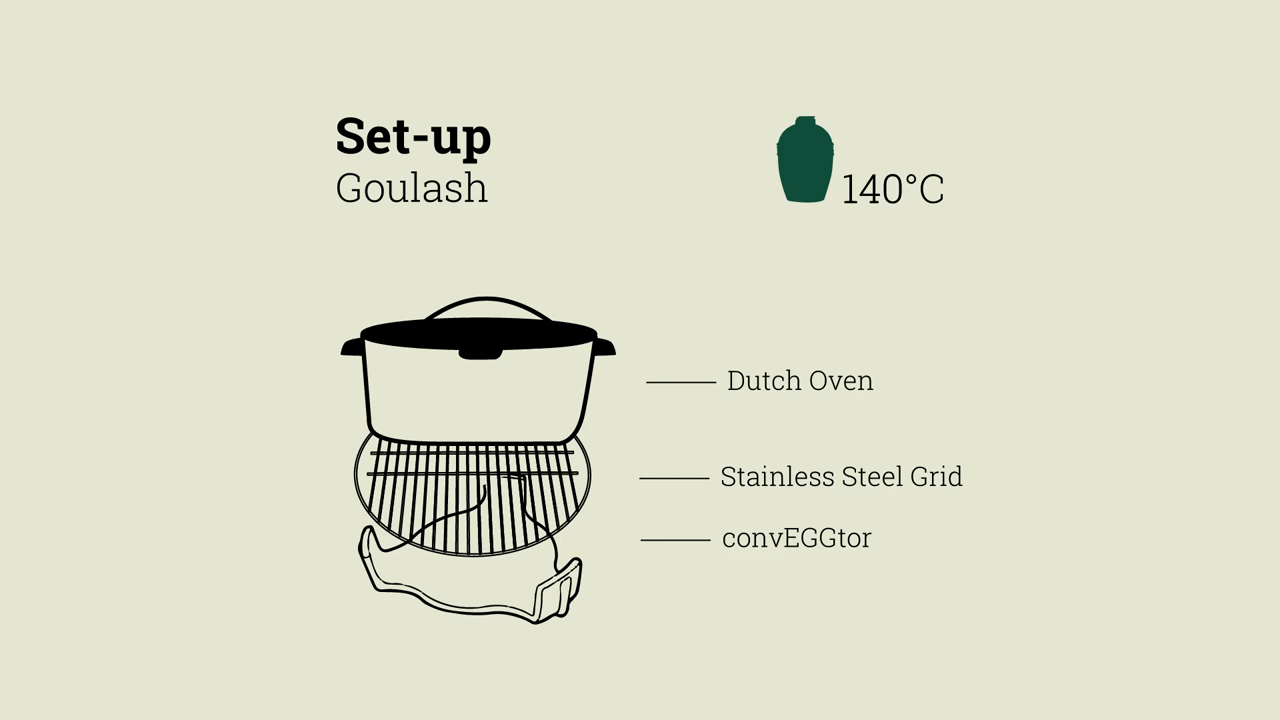 Set-up
Goulash
140°C
Dutch Oven
Stainless Steel Grid
convEGGtor